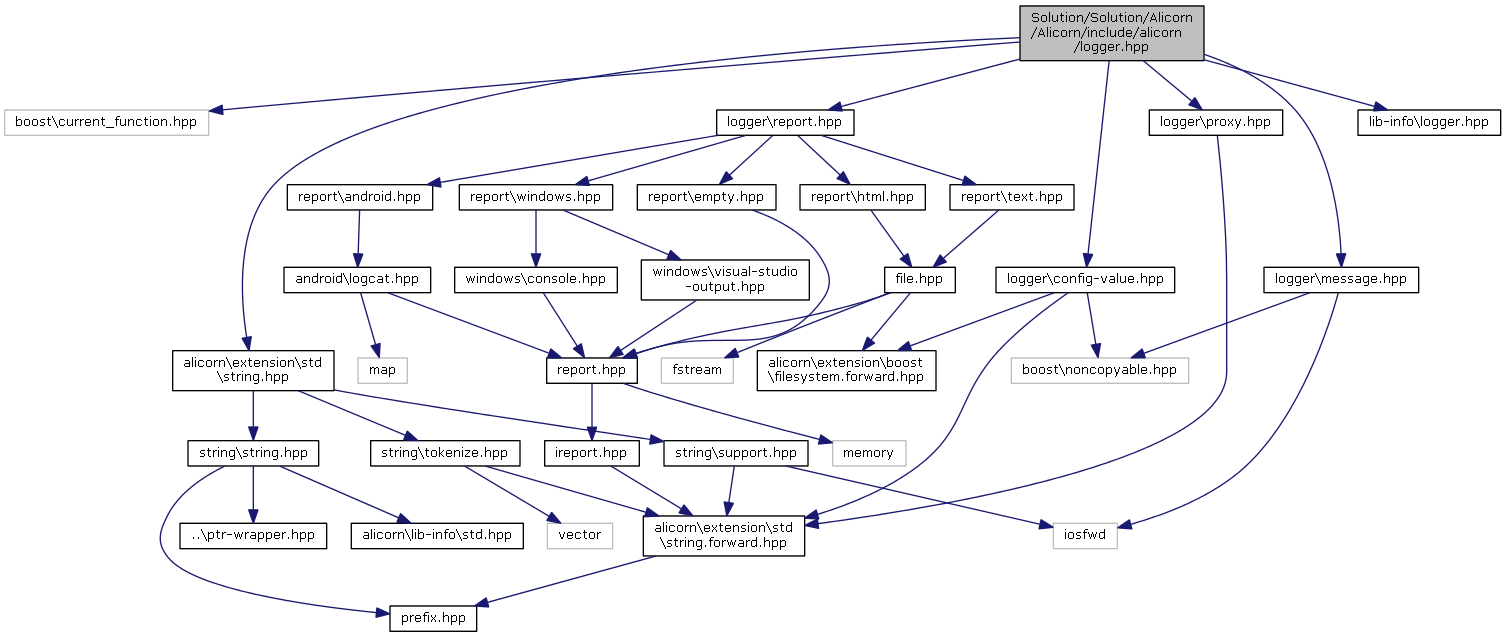 Solution/Solution/Alicorn
/Alicorn/include/alicorn
/logger.hpp
boost\current_function.hpp
logger\report.hpp
logger\proxy.hpp
lib-info\logger.hpp
report\android.hpp
report\windows.hpp
report\empty.hpp
report\html.hpp
report\text.hpp
android\logcat.hpp
windows\console.hpp
windows\visual-studio
-output.hpp
file.hpp
logger\config-value.hpp
logger\message.hpp
alicorn\extension\std
\string.hpp
map
report.hpp
fstream
alicorn\extension\boost
\filesystem.forward.hpp
boost\noncopyable.hpp
string\string.hpp
string\tokenize.hpp
ireport.hpp
string\support.hpp
memory
..\ptr-wrapper.hpp
alicorn\lib-info\std.hpp
vector
alicorn\extension\std
\string.forward.hpp
iosfwd
prefix.hpp